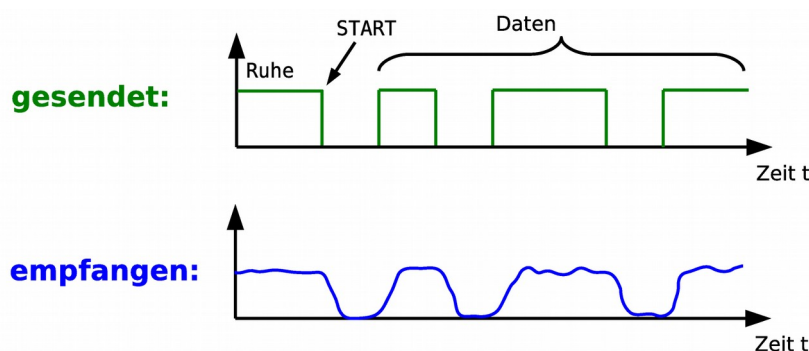 START
Daten
Ruhe
gesendet:
Zeit t
empfangen:
Zeit t